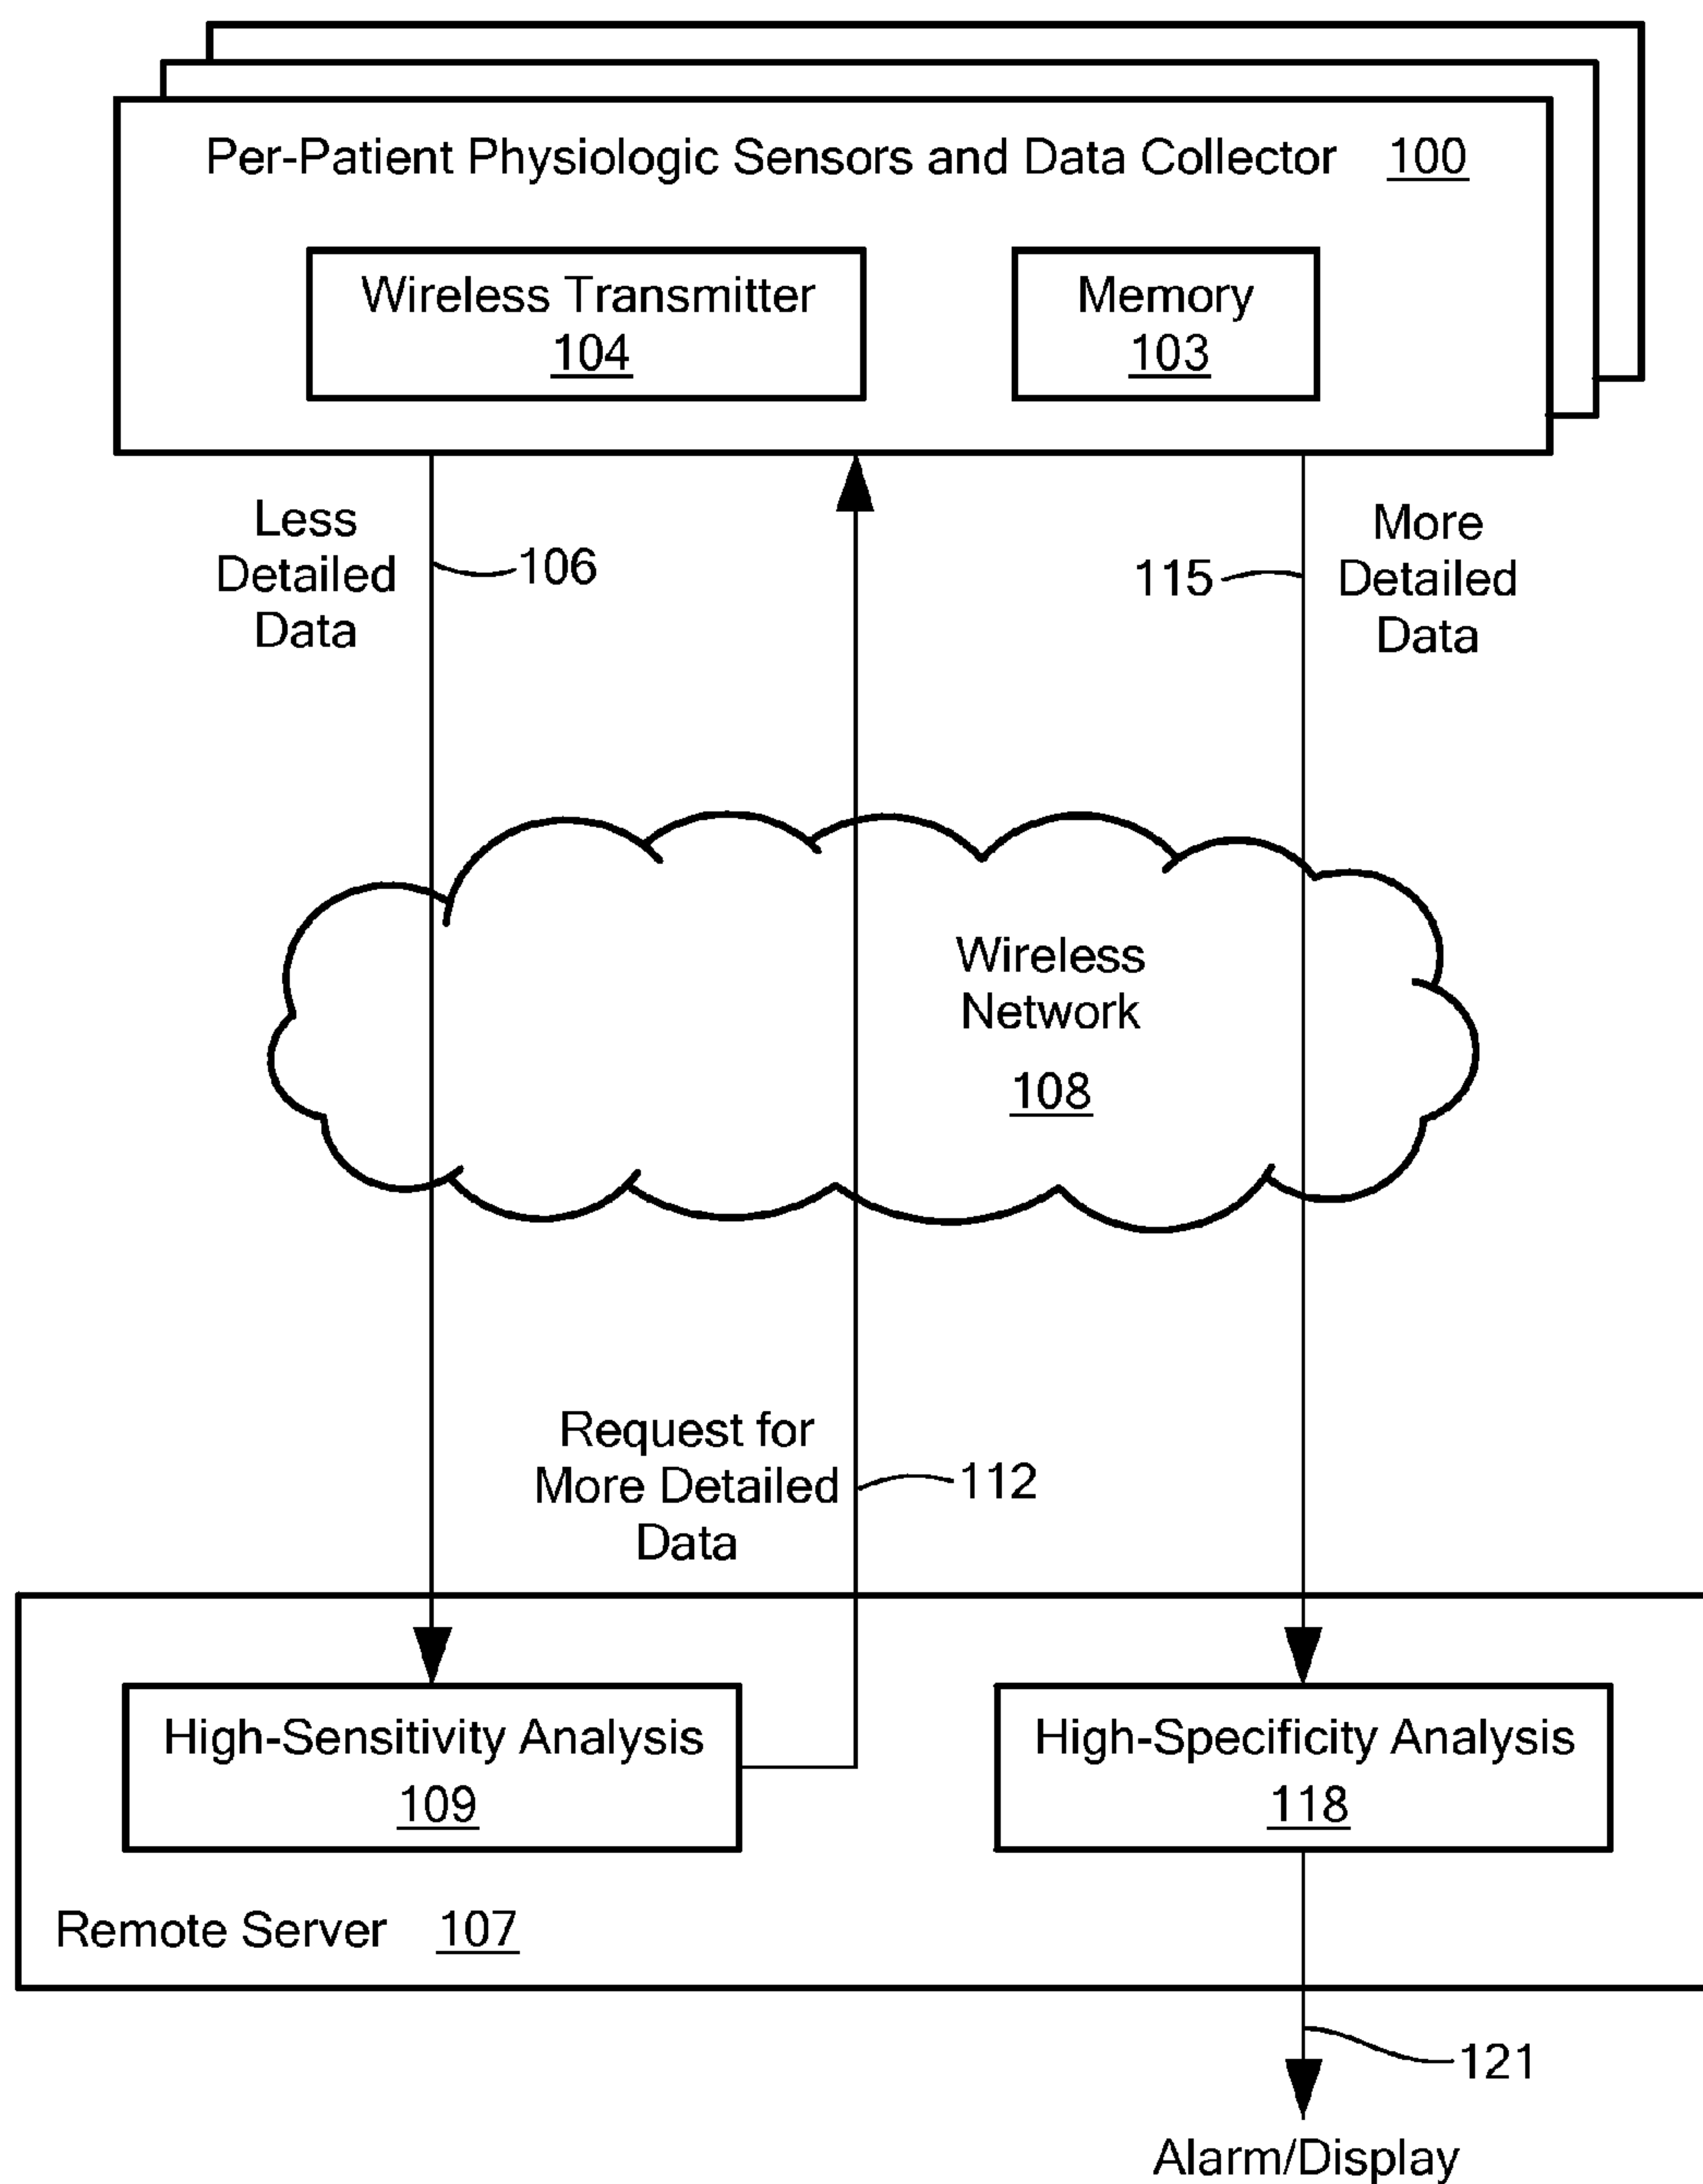 Per-Patient Physiologic Sensors and Data Collector 100
Wireless Transmitter
104
Memory
103
Less
Detailed
Data
106
115
More
Detailed
Data
Wireless
Network
108
Request for
More Detailed
Data
112
High-Sensitivity Analysis
109
High-Specificity Analysis
118
Remote Server 107
121
Alarm/Display